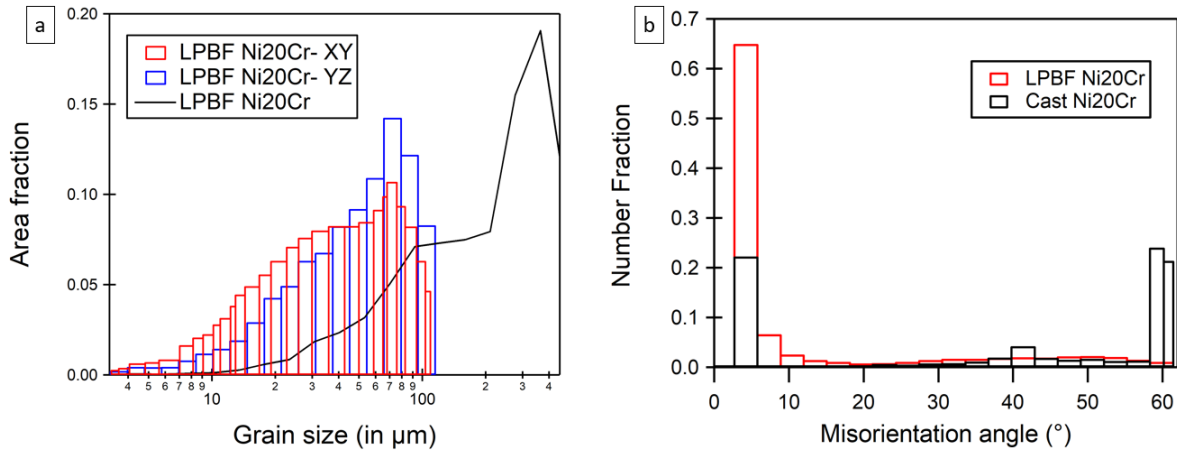 a
0.20
0.15
0.10
0.05
0.00
Area fraction
LPBF Ni20Cr- XY
LPBF Ni20Cr- YZ
LPBF Ni20Cr
4 5 6 7 8 9 2 3 4 5 6 7 8 9 2 3 4
10 100
Grain size (in µm)
b
0.7
0.6
0.5
0.4
0.3
0.2
0.1
0.0
Number Fraction
LPBF Ni20Cr
Cast Ni20Cr
0 10 20 30 40 50 60
Misorientation angle (°)